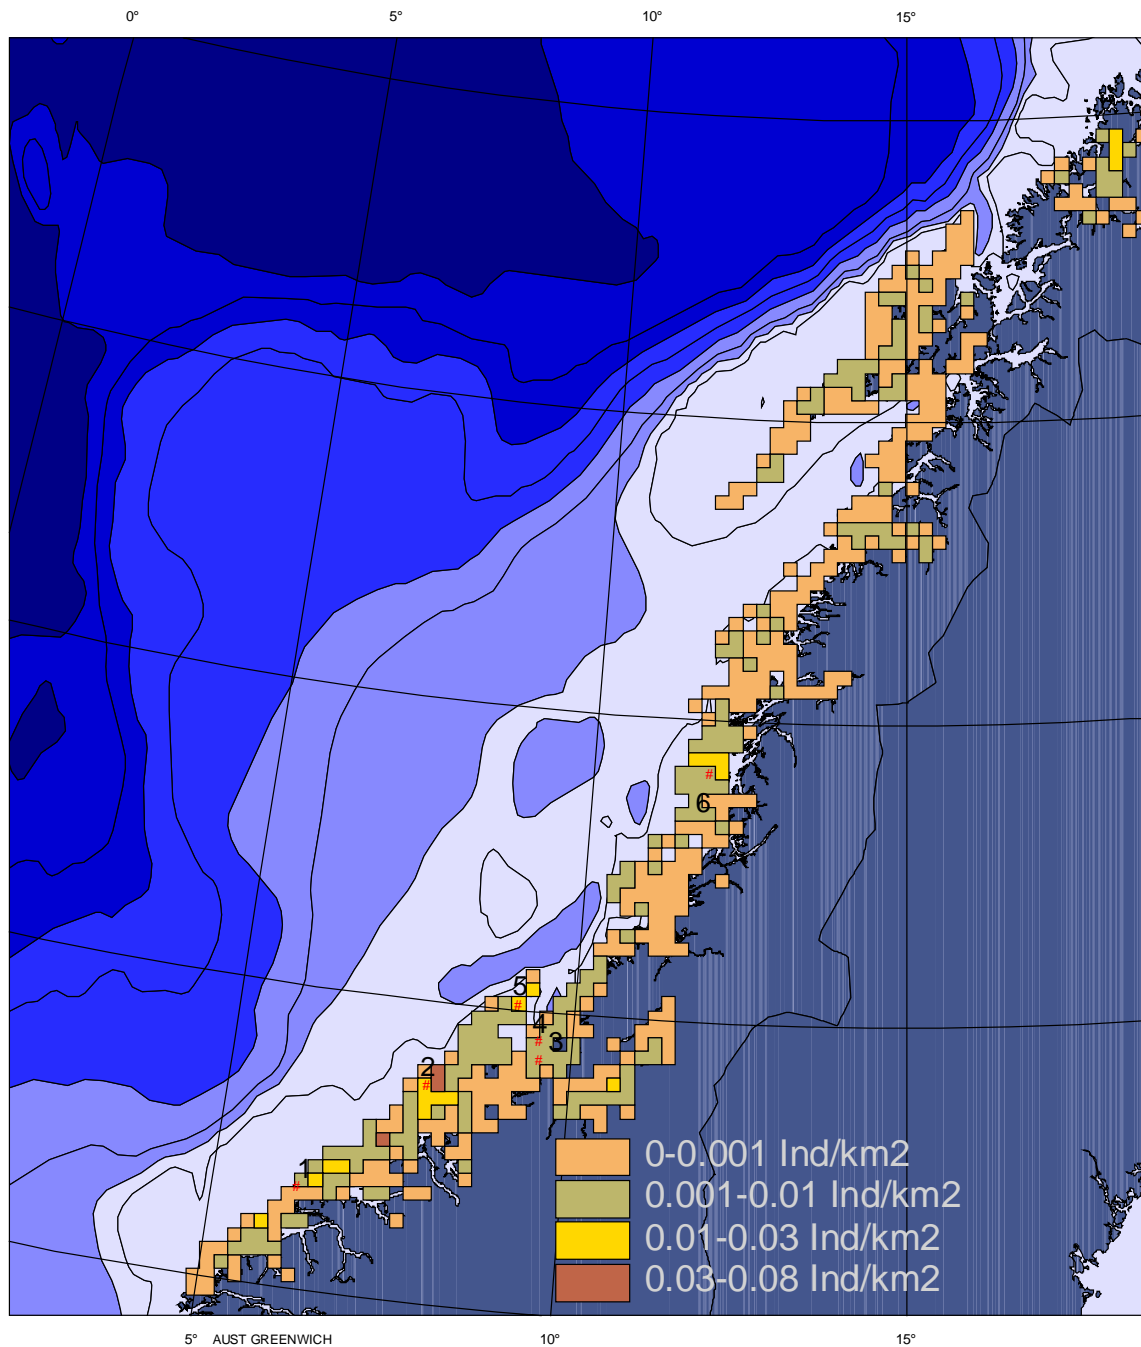 0° 5° 10° 15°
#
6
5
#
4
#
3
#
2
#
1
#
0-0.001 Ind/km2
0.001-0.01 Ind/km2
0.01-0.03 Ind/km2
0.03-0.08 Ind/km2
5° AUST GREENWICH 10° 15°